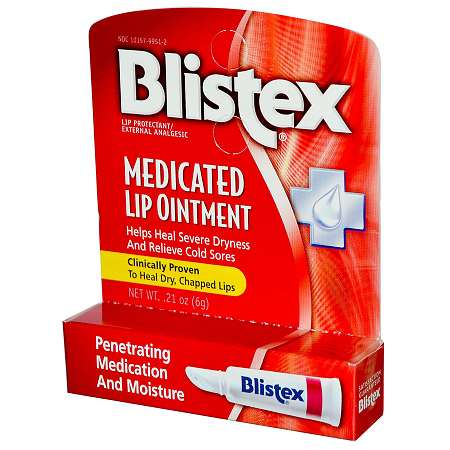 NDC 10157-9951-2
Blistex®
LIP PROTECTANT/
EXTERNAL ANALGESIC
MEDICATED
LIP OINTMENT
Helps Heal Severe Dryness
And Relieve Cold Sores
Clinically Proven
To Heal Dry, Chapped Lips
NET WT. .21 oz (6g)
Penetrating
Medication
And Moisture
Blistex®
SATISFACTION
GUARANTEED
Blistex